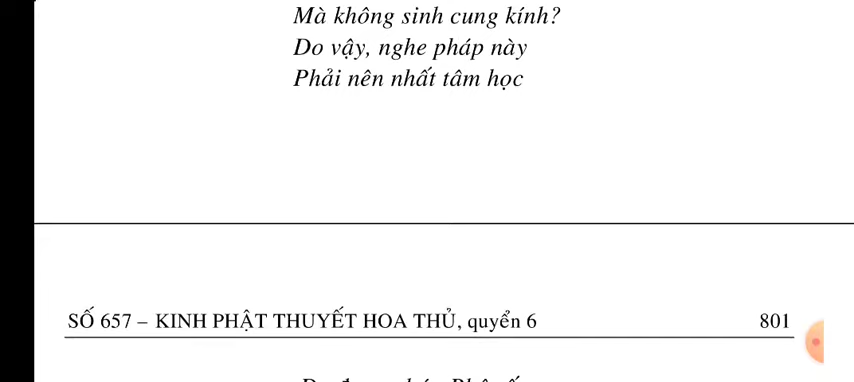 Mà không sinh cung kính?
Do vậy, nghe pháp này
Phải nên nhất tâm học
SỐ 657 – KINH PHẬT THUYẾT HOA THỦ, quyển 6 801